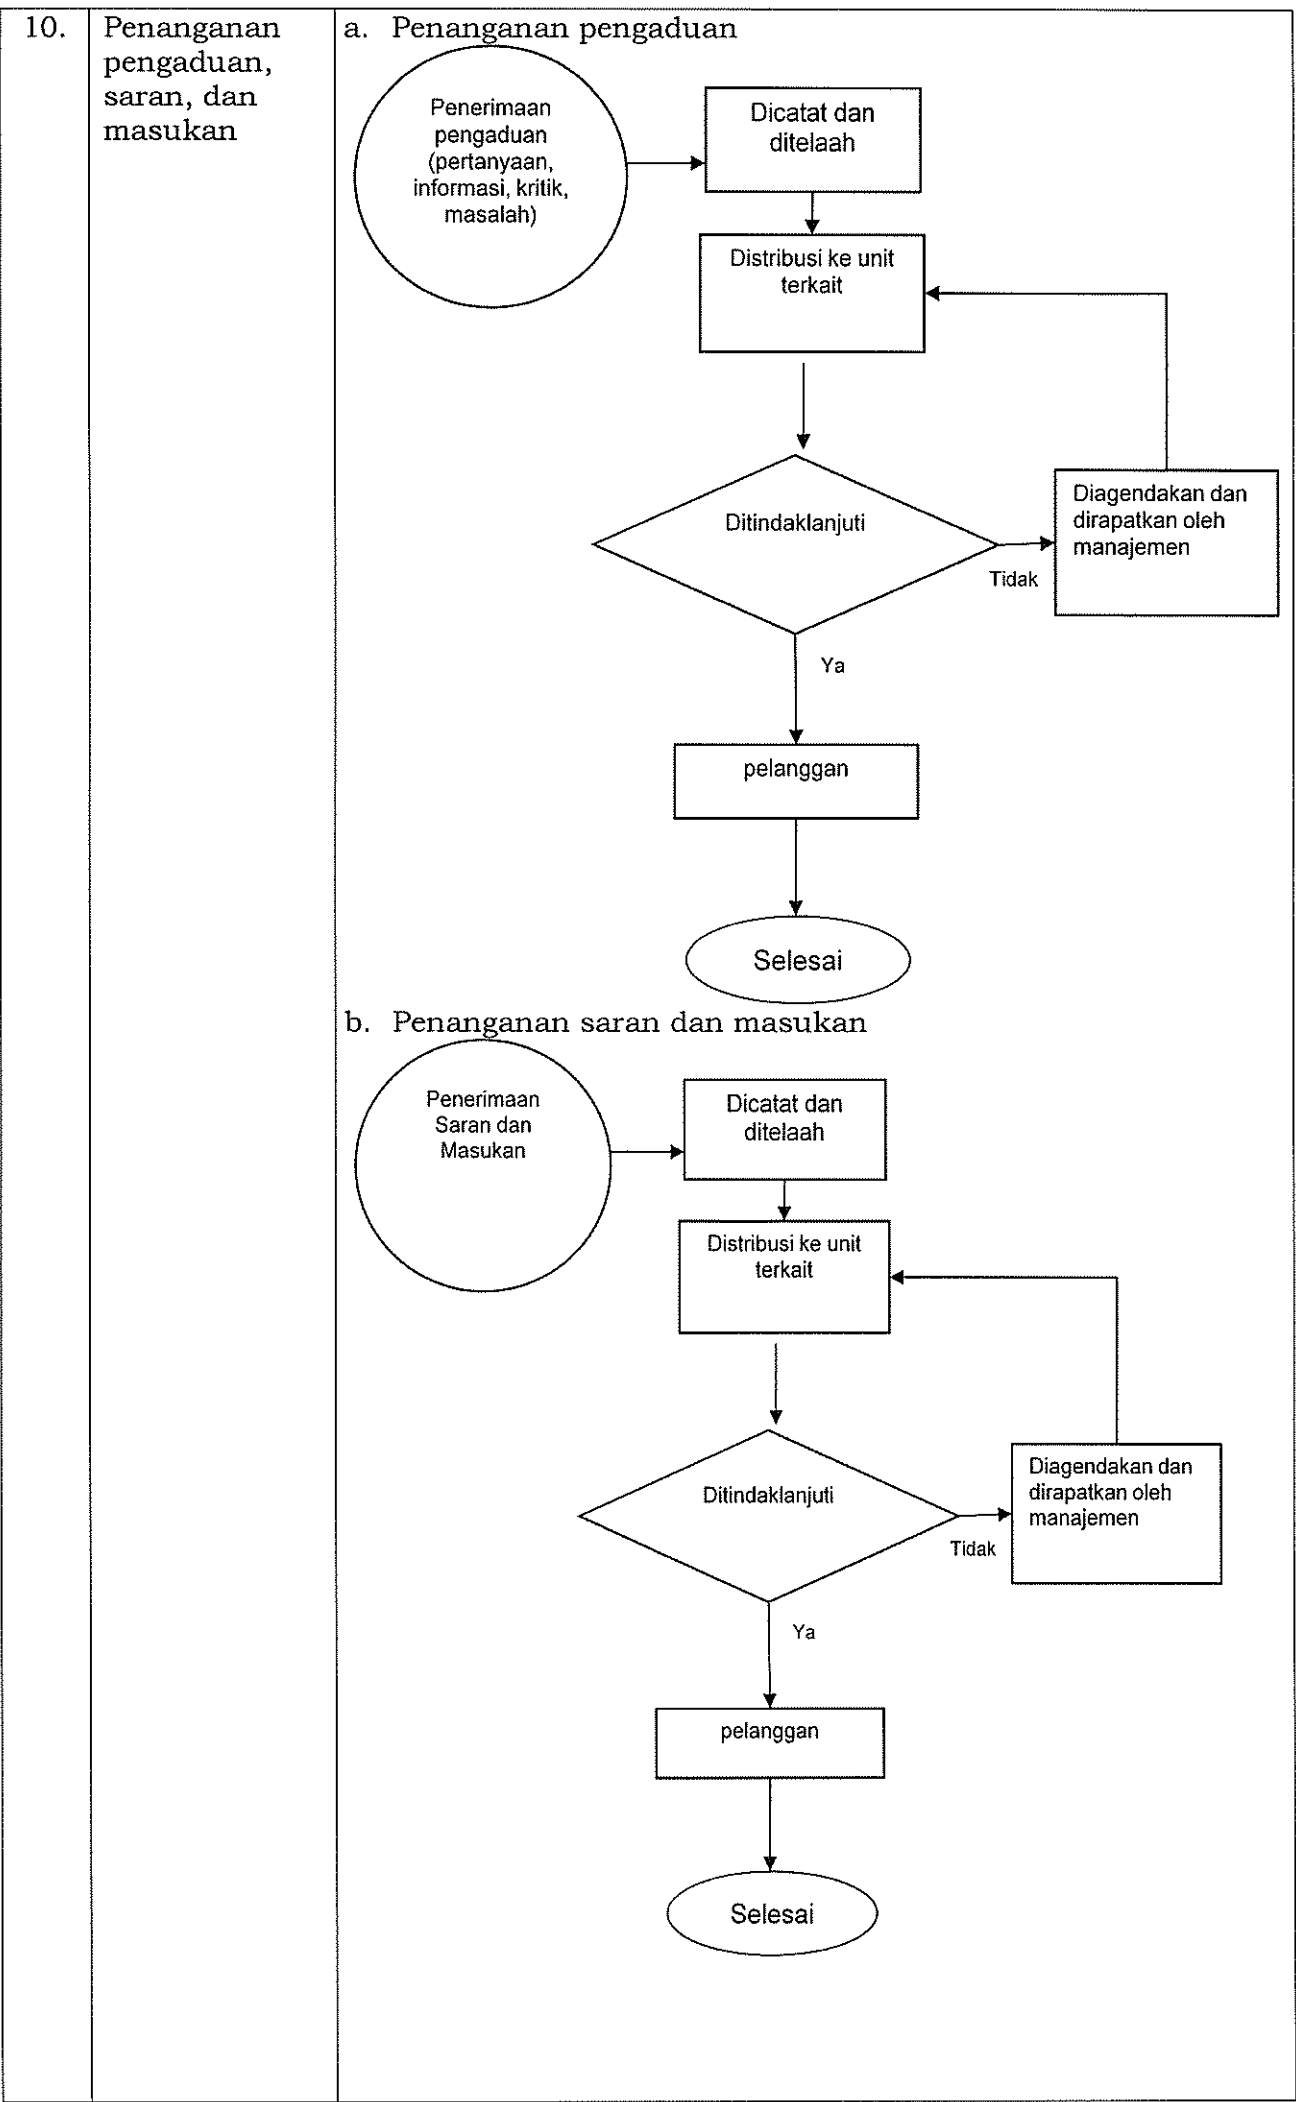 10.
Penanganan
pengaduan,
saran, dan
masukan
a. Penanganan pengaduan
Penerimaan
pengaduan
(pertanyaan,
informasi, kritik,
masalah)
Dicatat dan
ditelaah
Distribusi ke unit
terkait
Ditindaklanjuti
Tidak
Diagendakan dan
dirapatkan oleh
manajemen
Ya
pelanggan
Selesai
b. Penanganan saran dan masukan
Penerimaan
Saran dan
Masukan
Dicatat dan
ditelaah
Distribusi ke unit
terkait
Ditindaklanjuti
Tidak
Diagendakan dan
dirapatkan oleh
manajemen
Ya
pelanggan
Selesai